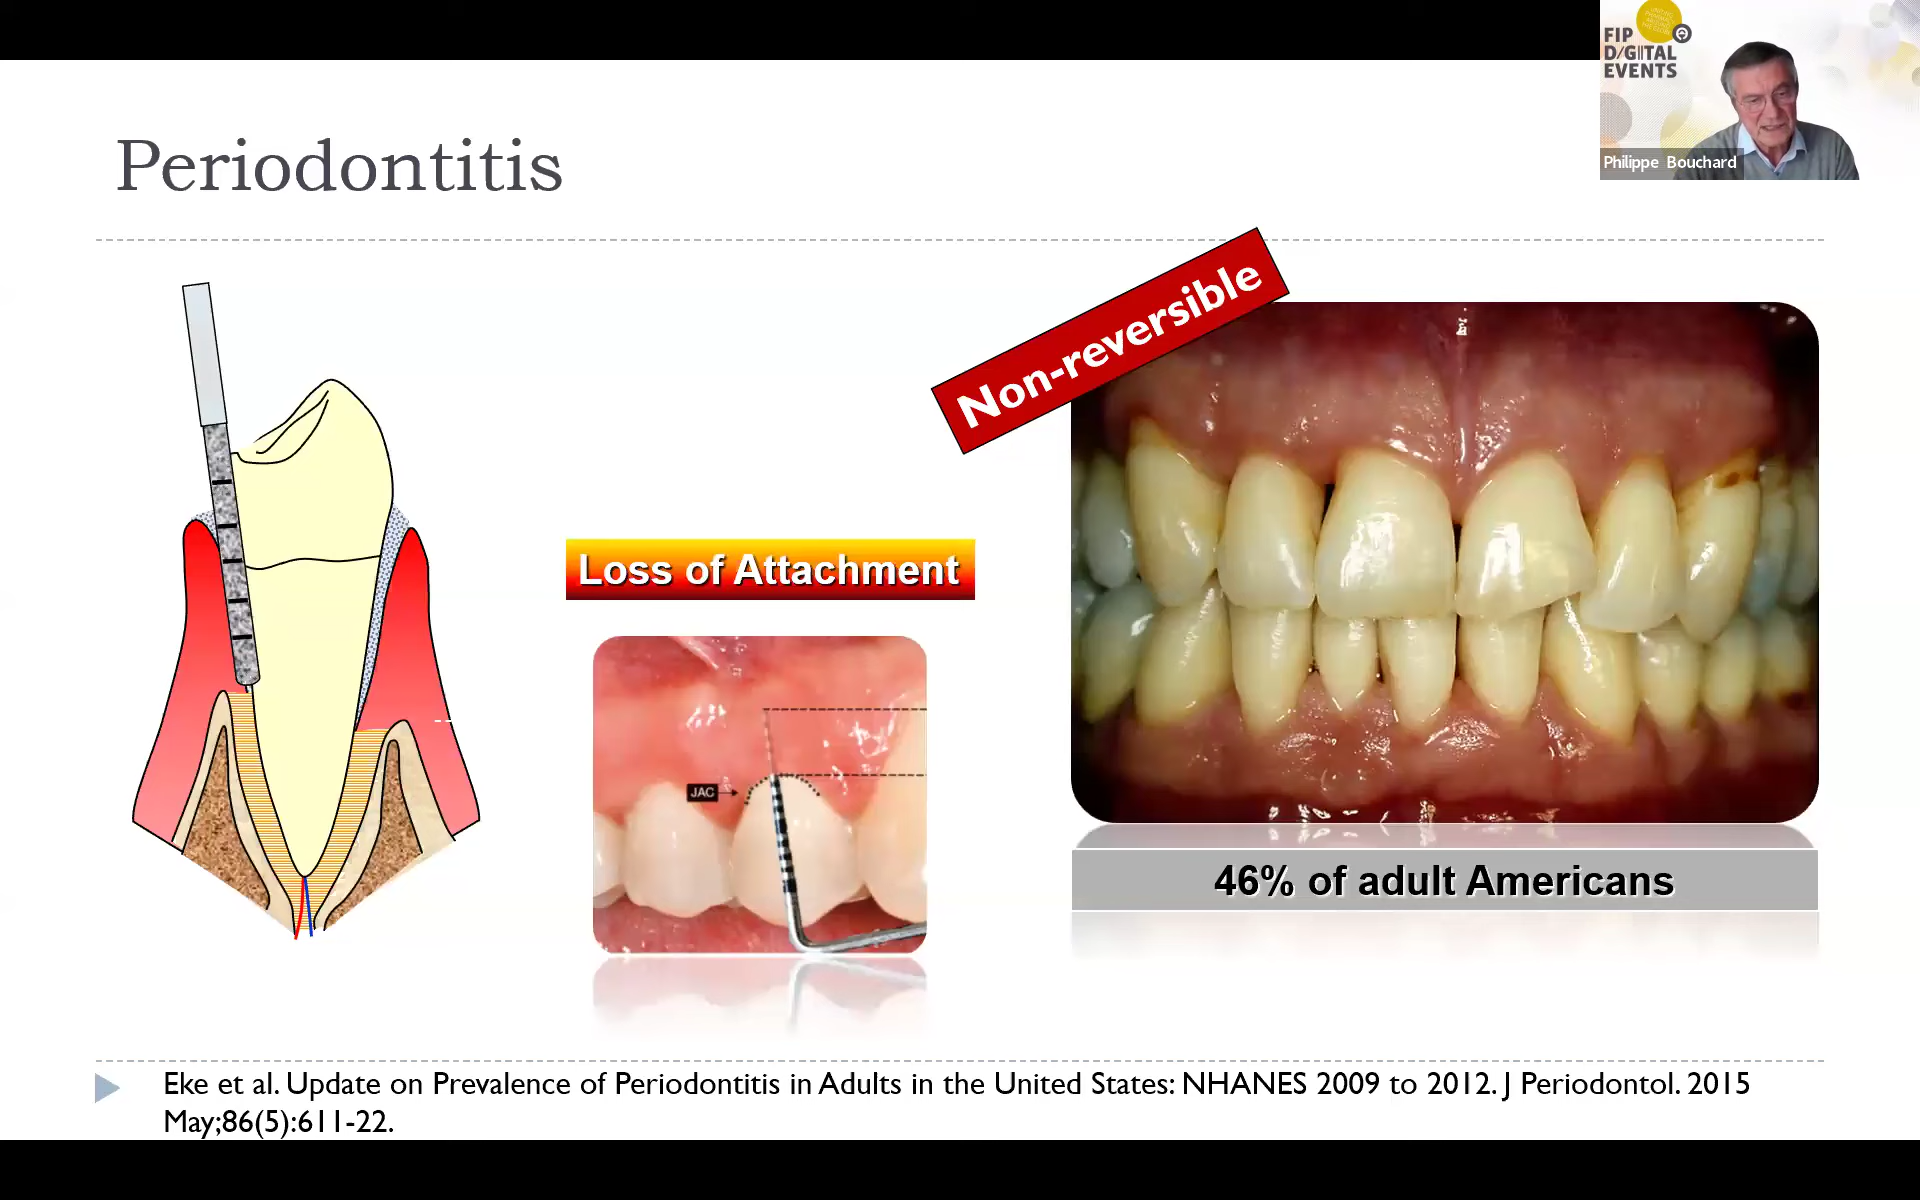 FIP
D/GITAL
EVENTS
Philippe Bouchard
Periodontitis
Non-reversible
Loss of Attachment
JAC
46% of adult Americans
Eke et al. Update on Prevalence of Periodontitis in Adults in the United States: NHANES 2009 to 2012. J Periodontol. 2015
May;86(5):611-22.